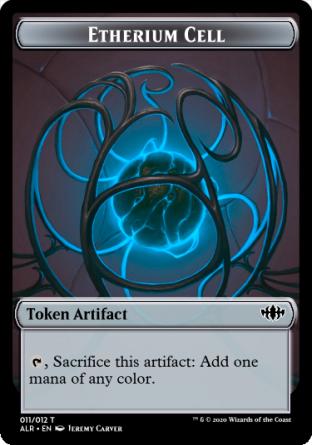 Etherium Cell
Token Artifact
, Sacrifice this artifact: Add one
mana of any color.
011/012 T
ALR • EN Jeremy Carver
™ & © 2020 Wizards of the Coast